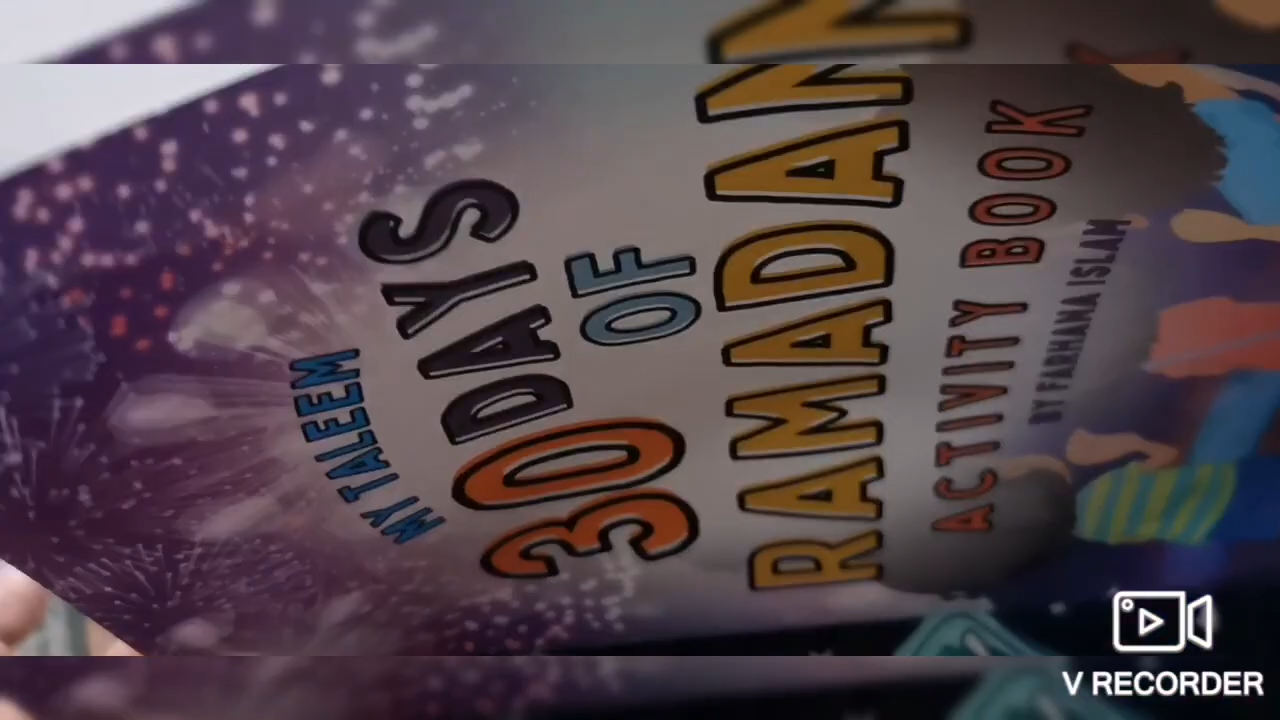 MY TALEEM
30 DAYS
OF
RAMADAN
ACTIVITY BOOK
BY FARHANA ISLAM
V RECORDER